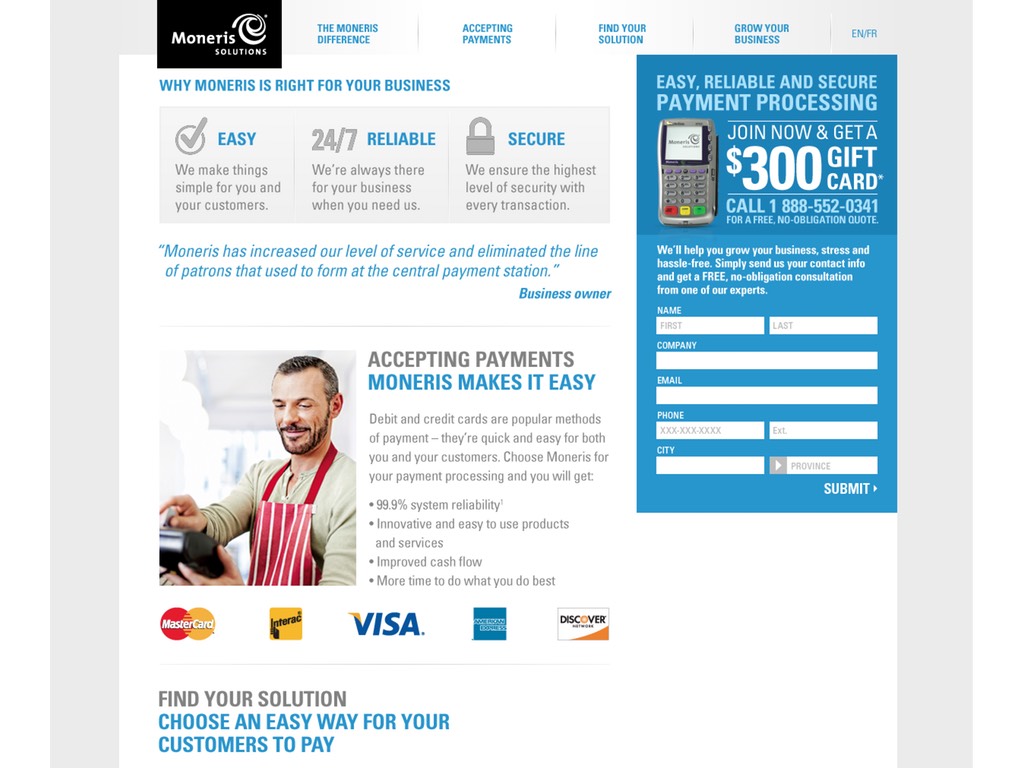 Moneris
SOLUTIONS
THE MONERIS
DIFFERENCE
ACCEPTING
PAYMENTS
FIND YOUR
SOLUTION
GROW YOUR
BUSINESS
EN/FR
WHY MONERIS IS RIGHT FOR YOUR BUSINESS
EASY
We make things
simple for you and
your customers.
24/7 RELIABLE
We're always there
for your business
when you need us.
SECURE
We ensure the highest
level of security with
every transaction.
“Moneris has increased our level of service and eliminated the line
of patrons that used to form at the central payment station.”
Business owner
ACCEPTING PAYMENTS
MONERIS MAKES IT EASY
Debit and credit cards are popular methods
of payment – they're quick and easy for both
you and your customers. Choose Moneris for
your payment processing and you will get:
• 99.9% system reliability¹
• Innovative and easy to use products
and services
• Improved cash flow
• More time to do what you do best
MasterCard
Interac
VISA
AMERICAN EXPRESS
DISCOVER
NETWORK
FIND YOUR SOLUTION
CHOOSE AN EASY WAY FOR YOUR
CUSTOMERS TO PAY
EASY, RELIABLE AND SECURE
PAYMENT PROCESSING
Moneris
JOIN NOW & GET A
$300 GIFT
CARD*
CALL 1 888-552-0341
FOR A FREE, NO-OBLIGATION QUOTE.
We'll help you grow your business, stress and
hassle-free. Simply send us your contact info
and get a FREE, no-obligation consultation
from one of our experts.
NAME
FIRST LAST
COMPANY
EMAIL
PHONE
XXX-XXX-XXXX Ext.
CITY
PROVINCE
SUBMIT